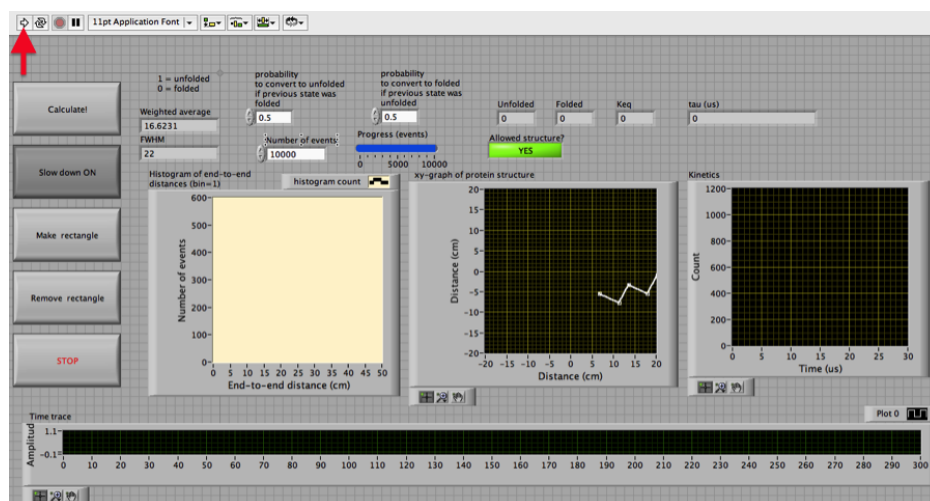 11pt Application Font
Calculate!
Slow down ON
Make rectangle
Remove rectangle
STOP
1 = unfolded
0 = folded
Weighted average
16.6231
FWHM
22
probability
to convert to unfolded
if previous state was
folded
0.5
Number of events
10000
probability
to convert to folded
if previous state was
unfolded
0.5
Progress (events)
0 5000 10000
Unfolded
0
Folded
0
Keq
0
tau (us)
0
Allowed structure?
YES
Histogram of end-to-end
distances (bin=1)
histogram count
Number of events
600
500
400
300
200
100
0
0 5 10 15 20 25 30 35 40 45 50
End-to-end distance (cm)
xy-graph of protein structure
Distance (cm)
20
15
10
5
0
-5
-10
-15
-20
-20 -15 -10 -5 0 5 10 15 20
Distance (cm)
Kinetics
Count
1200
1000
800
600
400
200
0
0 5 10 15 20 25 30
Time (us)
Time trace
Plot 0
Amplitud
1.1
-0.1
0 10 20 30 40 50 60 70 80 90 100 110 120 130 140 150 160 170 180 190 200 210 220 230 240 250 260 270 280 290 300